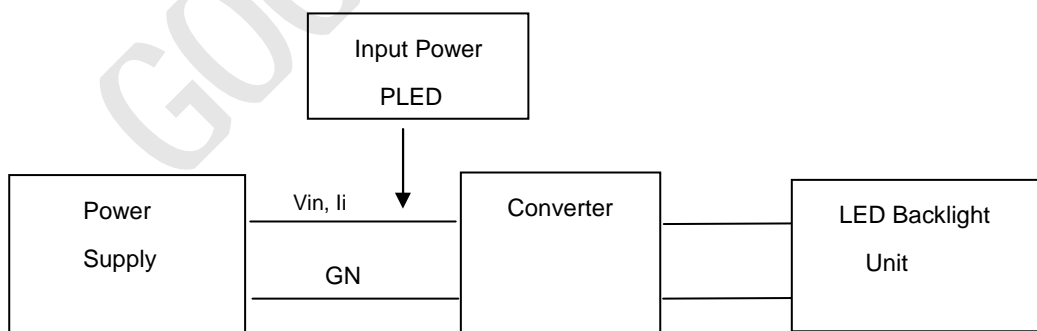 Input Power
PLED
Power
Supply
Vin, Ii
GN
Converter
LED Backlight
Unit